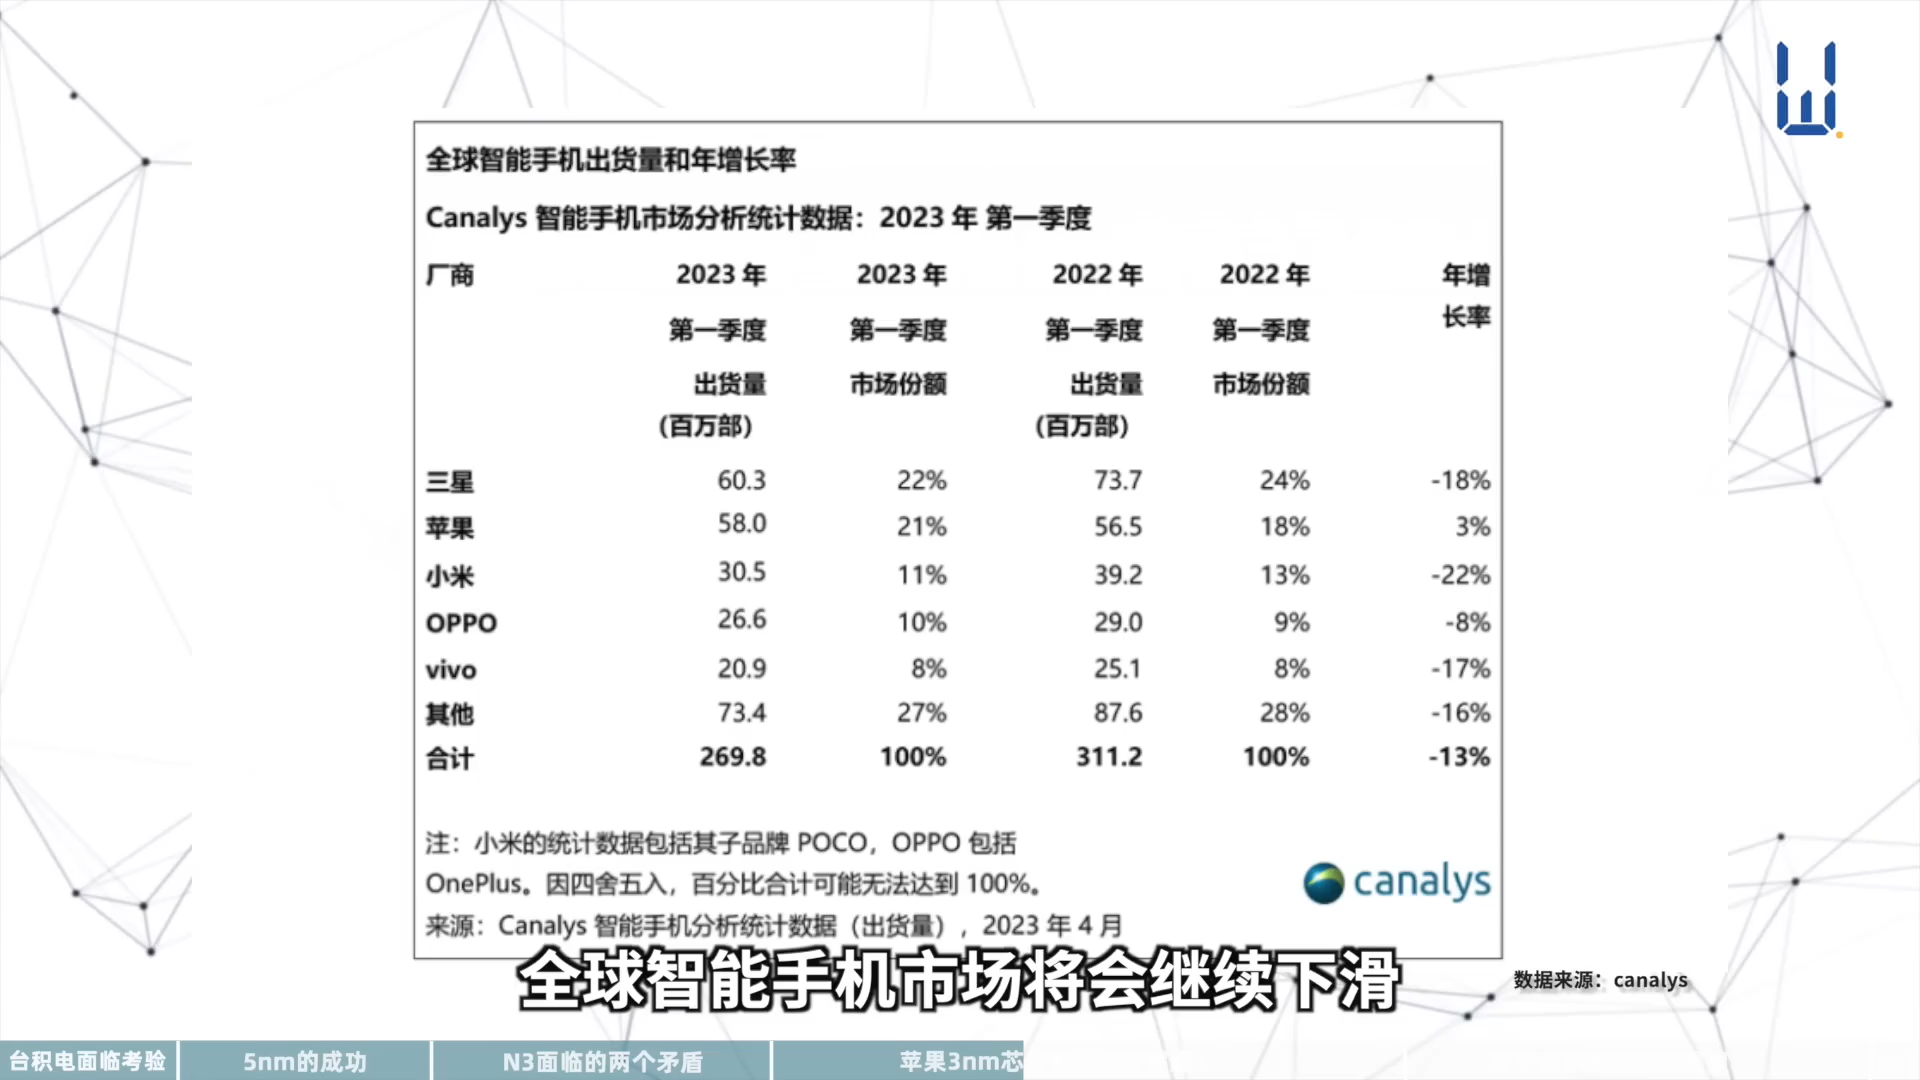 全球智能手机出货量和年增长率
Canalys 智能手机市场分析统计数据：2023 年 第一季度
厂商 2023 年 2023 年 2022 年 2022 年 年增
长率
第一季度 第一季度 第一季度 第一季度
出货量 市场份额 出货量 市场份额
(百万部) (百万部)
三星 60.3 22% 73.7 24% -18%
苹果 58.0 21% 56.5 18% 3%
小米 30.5 11% 39.2 13% -22%
OPPO 26.6 10% 29.0 9% -8%
vivo 20.9 8% 25.1 8% -17%
其他 73.4 27% 87.6 28% -16%
合计 269.8 100% 311.2 100% -13%
注：小米的统计数据包括其子品牌 POCO，OPPO 包括
OnePlus。因四舍五入，百分比合计可能无法达到 100%。
来源：Canalys 智能手机分析统计数据（出货量），2023 年 4 月
canalys
全球智能手机市场将会继续下滑
数据来源：canalys
台积电面临考验 5nm的成功 N3面临的两个矛盾 苹果3nm芯